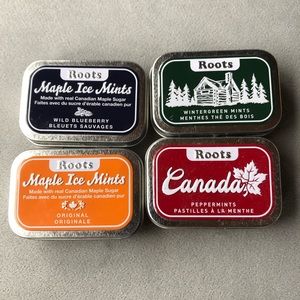 Roots
Maple Ice Mints
Made with real Canadian Maple Sugar
Faites avec du sucre d'érable canadien pur
WILD BLUEBERRY
BLEUETS SAUVAGES
Roots
WINTERGREEN MINTS
MENTHES THÉ DES BOIS
Roots
Maple Ice Mints
Made with real Canadian Maple Sugar
Faites avec du sucre d'érable canadien pur
ORIGINAL
ORIGINALE
Roots
Canada
PEPPERMINTS
PASTILLES À LA MENTHE